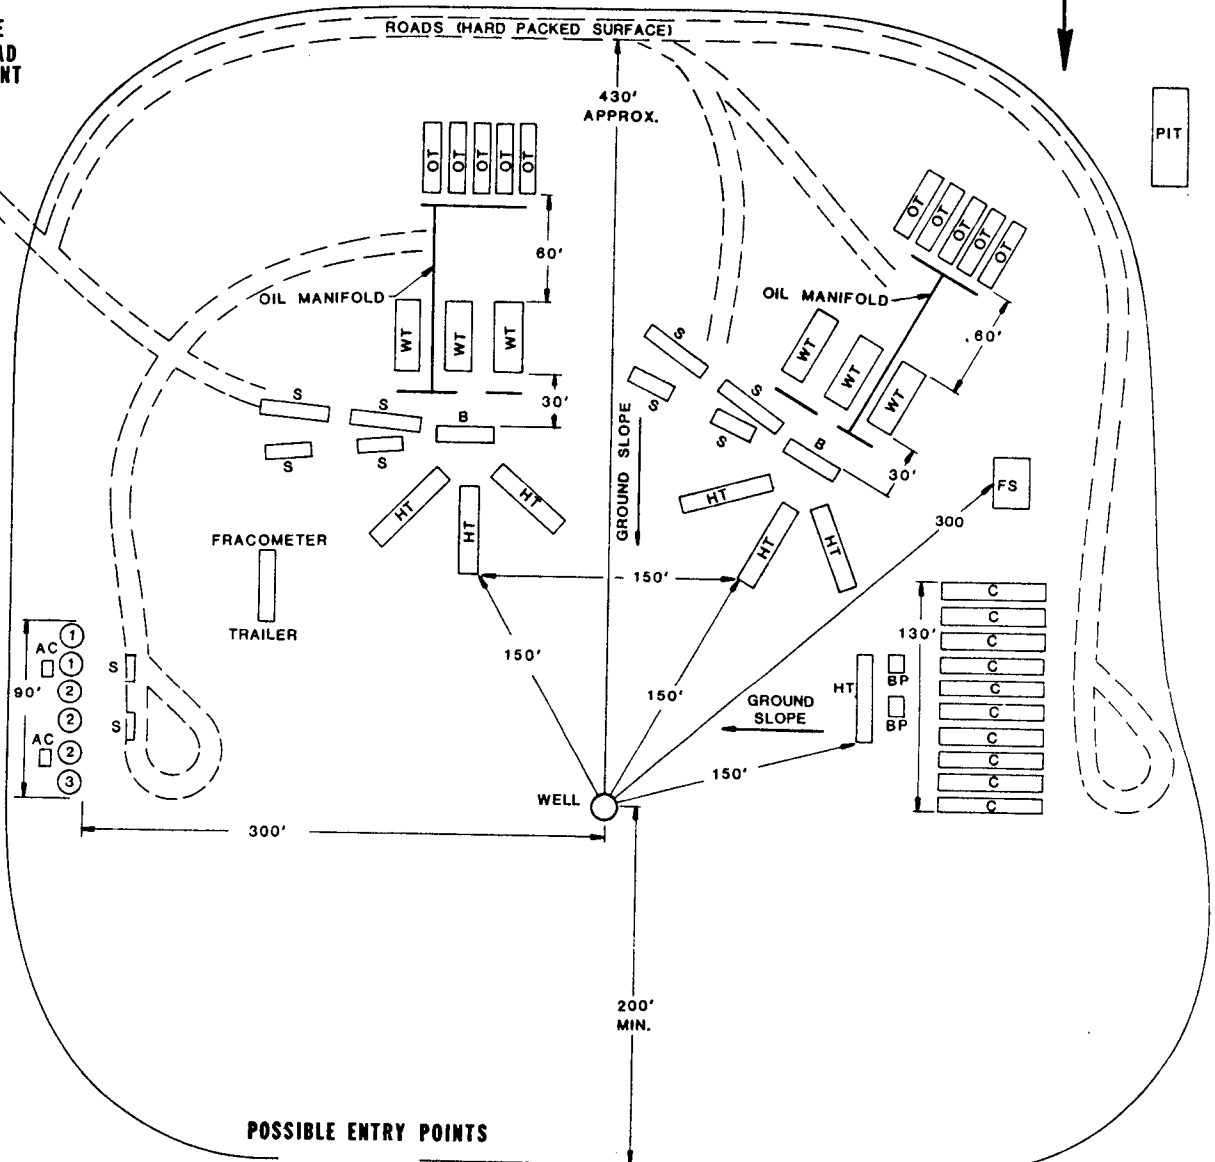 E
AD
NT
ROADS (HARD PACKED SURFACE)
430'
APPROX.
PIT
OT
OT
OT
OT
OT
OT
OT
OT
OT
OT
60'
OIL MANIFOLD
OIL MANIFOLD
.60'
WT
WT
WT
WT
WT
WT
30'
30'
S
S
S
S
B
S
S
S
S
B
GROUND SLOPE
HT
HT
HT
HT
HT
HT
FS
300
FRACOMETER
TRAILER
150'
150'
150'
130'
C
C
C
C
C
C
C
C
C
C
AC
AC
90'
1
1
2
2
2
3
S
S
HT
BP
BP
GROUND
SLOPE
150'
WELL
300'
200'
MIN.
POSSIBLE ENTRY POINTS